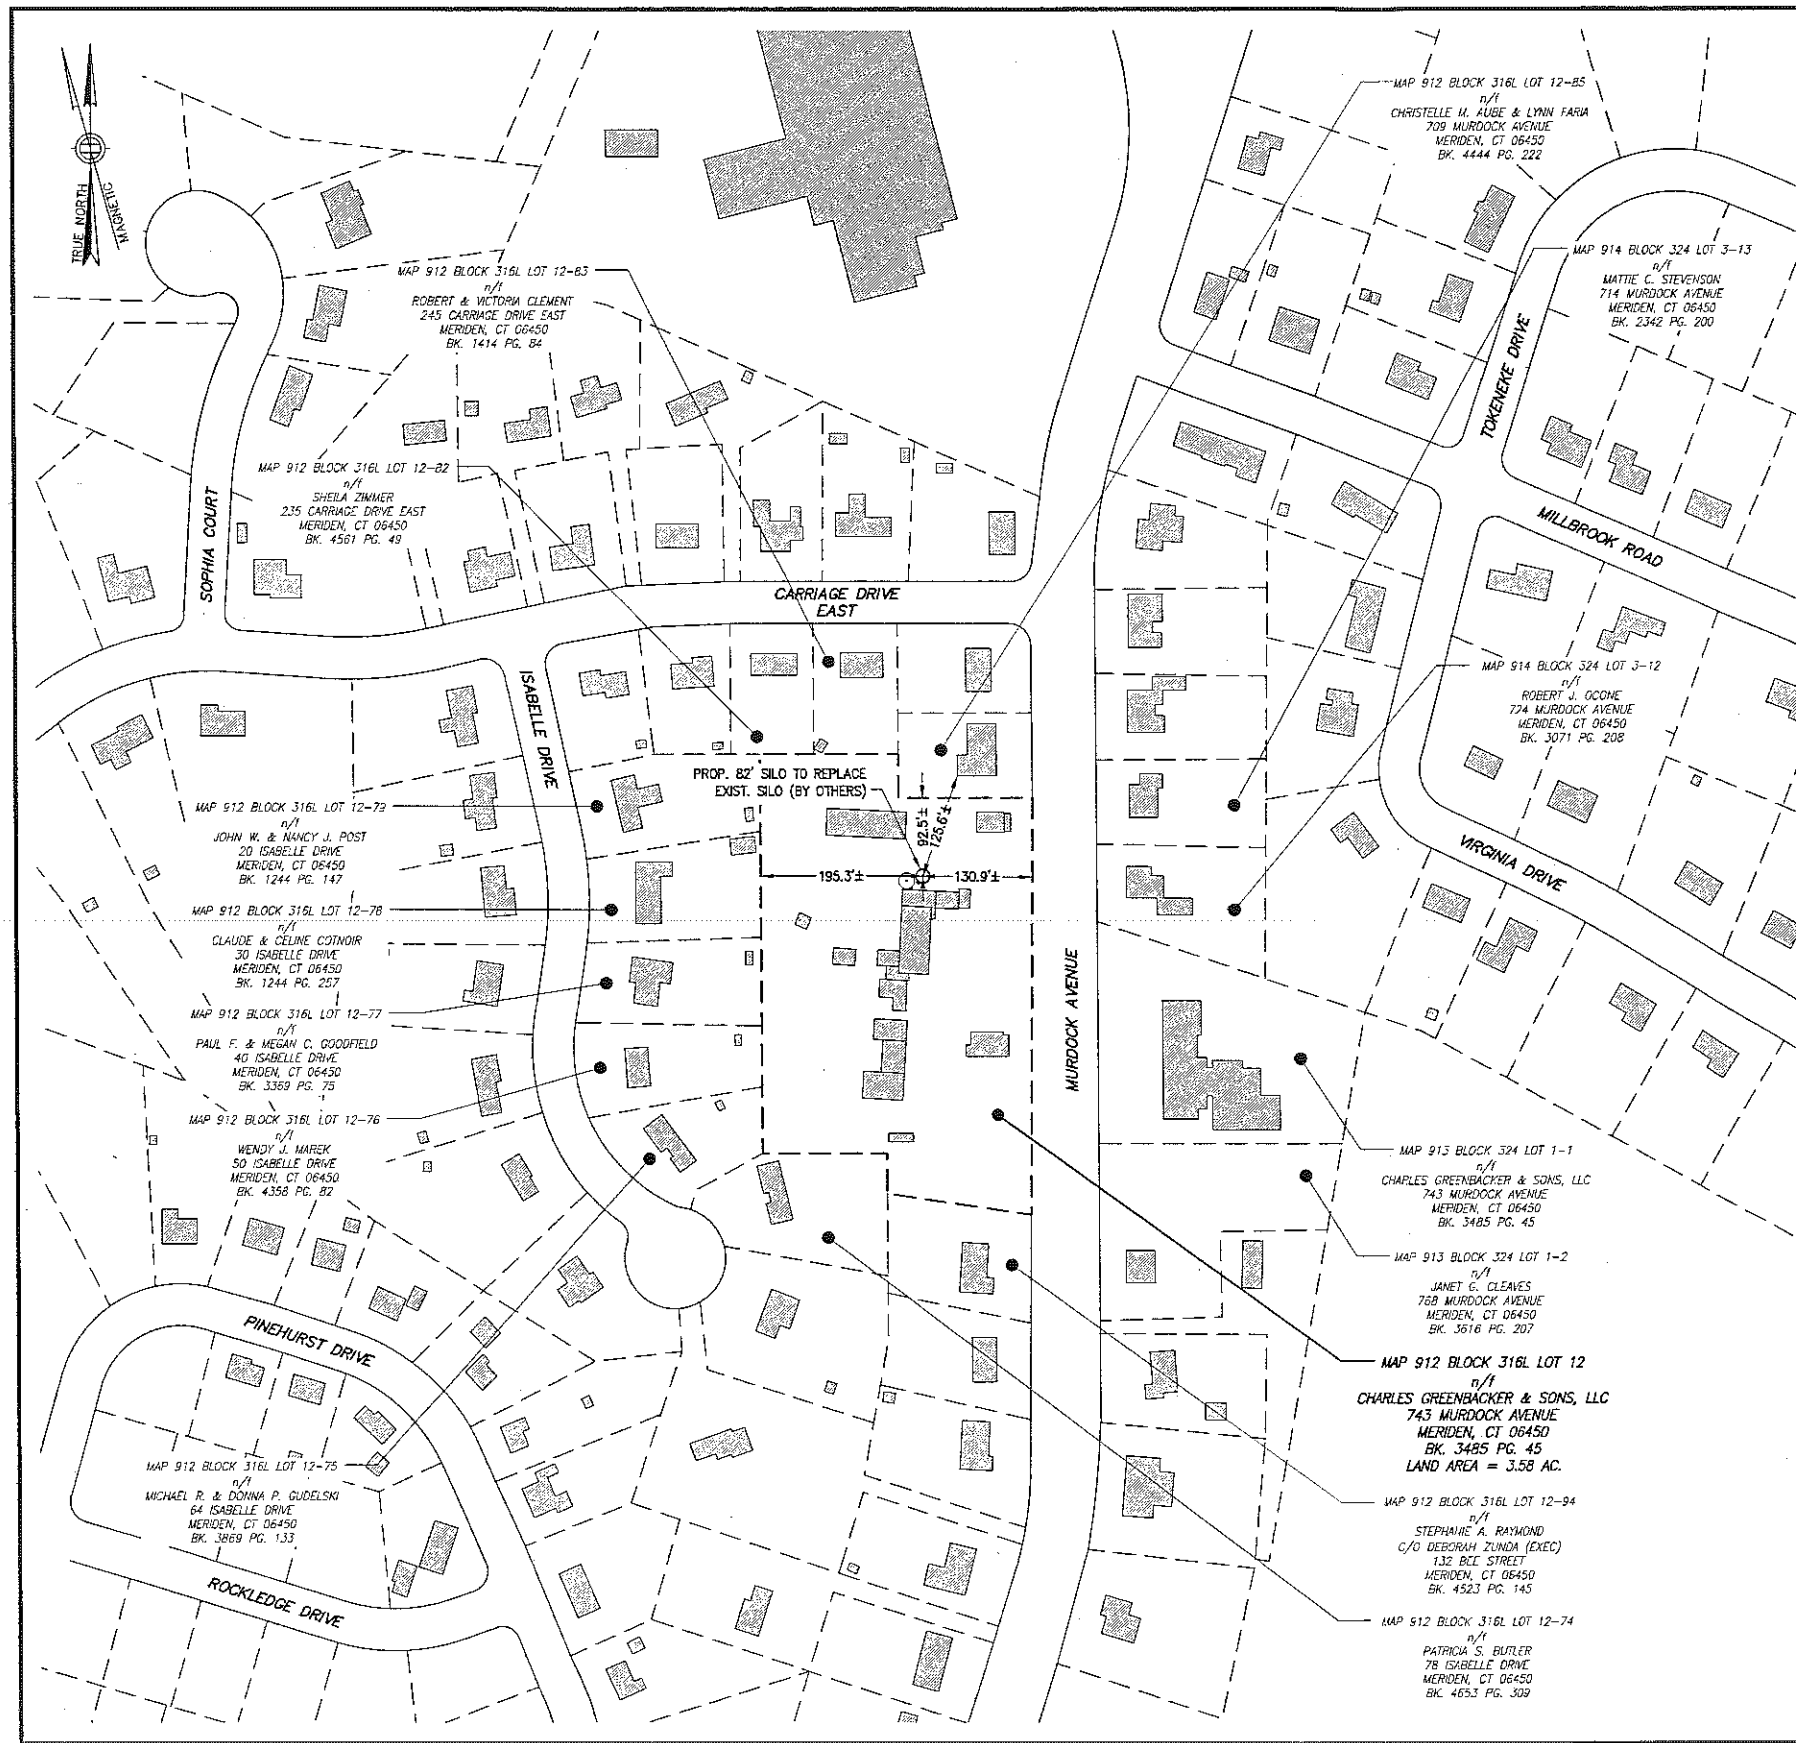 TRUE NORTH
MAGNETIC
MAP 912 BLOCK 316L LOT 12-85
n/f
CHRISTELLE M. AUBE & LYNN FARIA
709 MURDOCK AVENUE
MERIDEN, CT 06450
BK. 4444 PG. 222
MAP 914 BLOCK 324 LOT 3-13
n/f
MATTIE C. STEVENSON
714 MURDOCK AVENUE
MERIDEN, CT 06450
BK. 2342 PG. 200
MAP 912 BLOCK 316L LOT 12-83
n/f
ROBERT & VICTORIA CLEMENT
245 CARRIAGE DRIVE EAST
MERIDEN, CT 06450
BK. 1414 PG. 84
TOKENEKE DRIVE
MAP 912 BLOCK 316L LOT 12-82
n/f
SHEILA ZIMMER
235 CARRIAGE DRIVE EAST
MERIDEN, CT 06450
BK. 4561 PG. 49
SOPHIA COURT
MILLBROOK ROAD
CARRIAGE DRIVE
EAST
ISABELLE DRIVE
MAP 914 BLOCK 324 LOT 3-12
n/f
ROBERT J. OCONE
724 MURDOCK AVENUE
MERIDEN, CT 06450
BK. 3071 PG. 208
PROP. 82' SILO TO REPLACE
EXIST. SILO (BY OTHERS)
92.5'±
126.6'±
195.3'±
130.9'±
VIRGINIA DRIVE
MAP 912 BLOCK 316L LOT 12-79
n/f
JOHN W. & NANCY J. POST
20 ISABELLE DRIVE
MERIDEN, CT 06450
BK. 1244 PG. 147
MAP 912 BLOCK 316L LOT 12-78
n/f
CLAUDE & CELINE COTNOIR
30 ISABELLE DRIVE
MERIDEN, CT 06450
BK. 1244 PG. 257
MAP 912 BLOCK 316L LOT 12-77
n/f
PAUL F. & MEGAN C. GOODFIELD
40 ISABELLE DRIVE
MERIDEN, CT 06450
BK. 3369 PG. 75
MURDOCK AVENUE
MAP 912 BLOCK 316L LOT 12-76
n/f
WENDY J. MAREK
50 ISABELLE DRIVE
MERIDEN, CT 06450
BK. 4358 PG. 82
MAP 913 BLOCK 324 LOT 1-1
n/f
CHARLES GREENBACKER & SONS, LLC
743 MURDOCK AVENUE
MERIDEN, CT 06450
BK. 3485 PG. 45
MAP 913 BLOCK 324 LOT 1-2
n/f
JANET G. CLEAVES
768 MURDOCK AVENUE
MERIDEN, CT 06450
BK. 3616 PG. 207
PINEHURST DRIVE
MAP 912 BLOCK 316L LOT 12
n/f
CHARLES GREENBACKER & SONS, LLC
743 MURDOCK AVENUE
MERIDEN, CT 06450
BK. 3485 PG. 45
LAND AREA = 3.58 AC.
MAP 912 BLOCK 316L LOT 12-75
n/f
MICHAEL R. & DONNA P. GUDELSKI
64 ISABELLE DRIVE
MERIDEN, CT 06450
BK. 3869 PG. 133
MAP 912 BLOCK 316L LOT 12-94
n/f
STEPHANIE A. RAYMOND
C/O DEBORAH ZUNDA (EXEC)
132 BEE STREET
MERIDEN, CT 06450
BK. 4523 PG. 145
ROCKLEDGE DRIVE
MAP 912 BLOCK 316L LOT 12-74
n/f
PATRICIA S. BUTLER
78 ISABELLE DRIVE
MERIDEN, CT 06450
BK. 4653 PG. 309